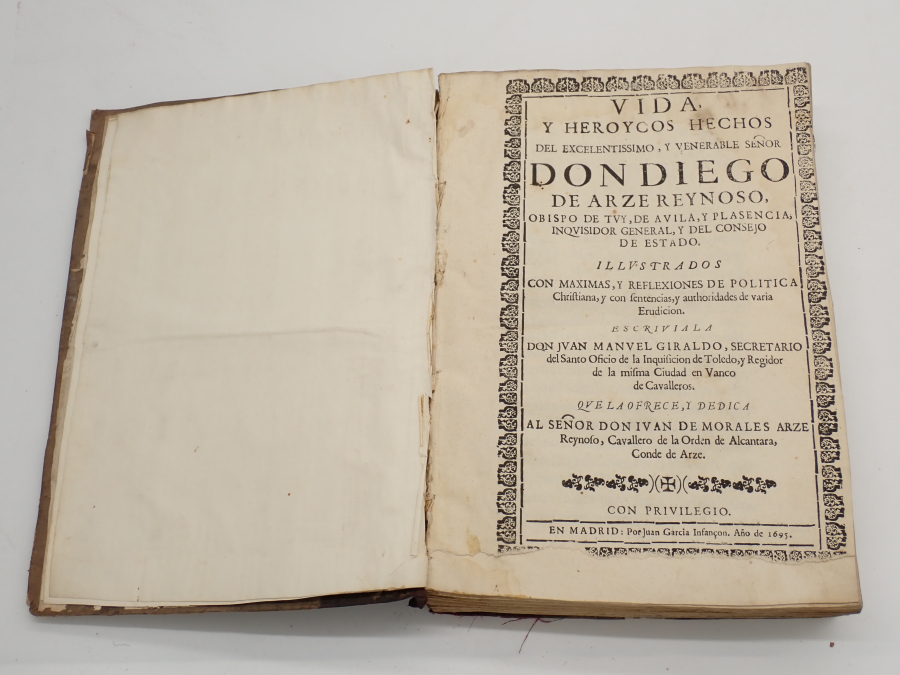 VIDA,
Y HEROYCOS HECHOS
DEL EXCELENTISSIMO, Y VENERABLE SEÑOR
DON DIEGO
DE ARZE REYNOSO,
OBISPO DE TVY, DE AVILA, Y PLASENCIA,
INQVISIDOR GENERAL, Y DEL CONSEJO
DE ESTADO.
ILLVSTRADOS
CON MAXIMAS, Y REFLEXIONES DE POLITICA
Chriſtiana, y con ſentencias, y authoridades de varia
Erudicion.
ESCRIVIALA
DON JVAN MANVEL GIRALDO, SECRETARIO
del Santo Oficio de la Inquiſicion de Toledo, y Regidor
de la miſma Ciudad en Vanco
de Cavalleros.
QVE LA OFRECE, Y DEDICA
AL SEÑOR DON IVAN DE MORALES ARZE
Reynoſo, Cavallero de la Orden de Alcantara,
Conde de Arze.
CON PRIVILEGIO.
EN MADRID: Por Juan Garcia Infançon. Año de 1695.